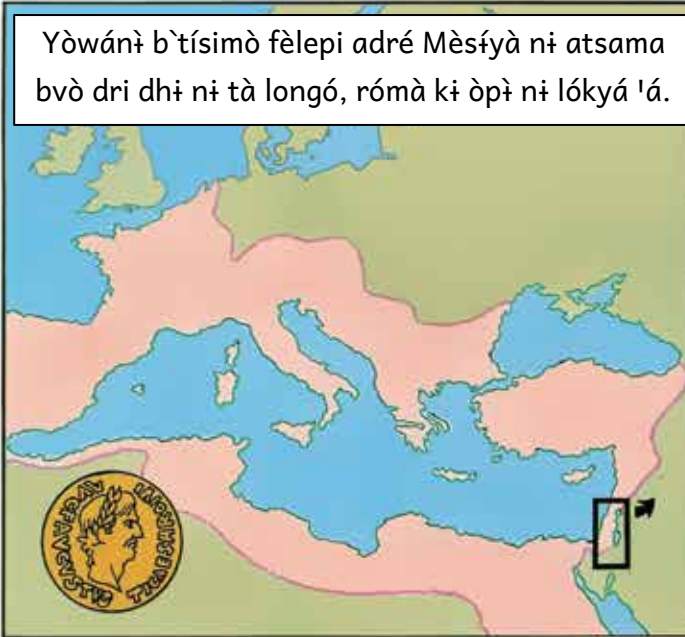 Yòwánɨ̀ b`tísimò fèlepi adré Mèsɨ́yà nɨ atsama
bvò dri dhɨ nɨ tà longó, rómà kɨ òpɨ̀ nɨ lókyá ꞌá.